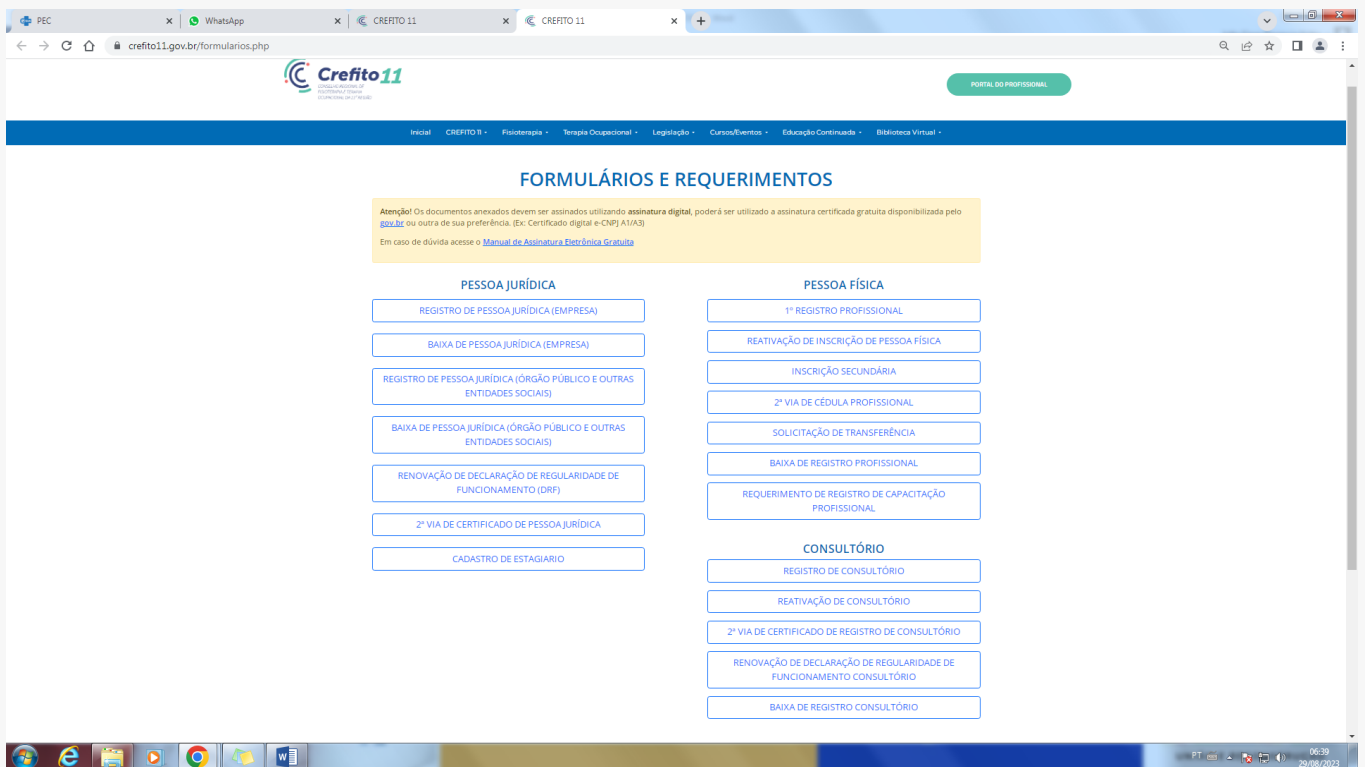 PEC
WhatsApp
CREFITO 11
CREFITO 11
crefito11.gov.br/formularios.php
Crefito11
CONSELHO REGIONAL DE
FISIOTERAPIA E TERAPIA
OCUPACIONAL DA 11ª REGIÃO
PORTAL DO PROFISSIONAL
Inicial CREFITO 11 Fisioterapia Terapia Ocupacional Legislação Cursos/Eventos Educação Continuada Biblioteca Virtual
FORMULÁRIOS E REQUERIMENTOS
Atenção! Os documentos anexados devem ser assinados utilizando assinatura digital, poderá ser utilizado a assinatura certificada gratuita disponibilizada pelo
gov.br ou outra de sua preferência. (Ex: Certificado digital e-CNPJ A1/A3)
Em caso de dúvida acesse o Manual de Assinatura Eletrônica Gratuita
PESSOA JURÍDICA
REGISTRO DE PESSOA JURÍDICA (EMPRESA)
BAIXA DE PESSOA JURÍDICA (EMPRESA)
REGISTRO DE PESSOA JURÍDICA (ÓRGÃO PÚBLICO E OUTRAS
ENTIDADES SOCIAIS)
BAIXA DE PESSOA JURÍDICA (ÓRGÃO PÚBLICO E OUTRAS
ENTIDADES SOCIAIS)
RENOVAÇÃO DE DECLARAÇÃO DE REGULARIDADE DE
FUNCIONAMENTO (DRF)
2ª VIA DE CERTIFICADO DE PESSOA JURÍDICA
CADASTRO DE ESTAGIARIO
PESSOA FÍSICA
1º REGISTRO PROFISSIONAL
REATIVAÇÃO DE INSCRIÇÃO DE PESSOA FÍSICA
INSCRIÇÃO SECUNDÁRIA
2ª VIA DE CÉDULA PROFISSIONAL
SOLICITAÇÃO DE TRANSFERÊNCIA
BAIXA DE REGISTRO PROFISSIONAL
REQUERIMENTO DE REGISTRO DE CAPACITAÇÃO
PROFISSIONAL
CONSULTÓRIO
REGISTRO DE CONSULTÓRIO
REATIVAÇÃO DE CONSULTÓRIO
2ª VIA DE CERTIFICADO DE REGISTRO DE CONSULTÓRIO
RENOVAÇÃO DE DECLARAÇÃO DE REGULARIDADE DE
FUNCIONAMENTO CONSULTÓRIO
BAIXA DE REGISTRO CONSULTÓRIO
PT
06:39
29/08/2023